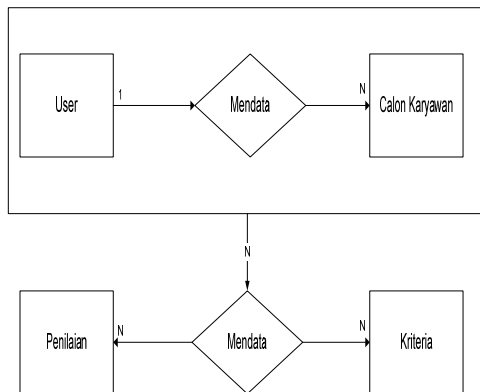 User
1
Mendata
N
Calon Karyawan
N
Penilaian
N
Mendata
N
Kriteria